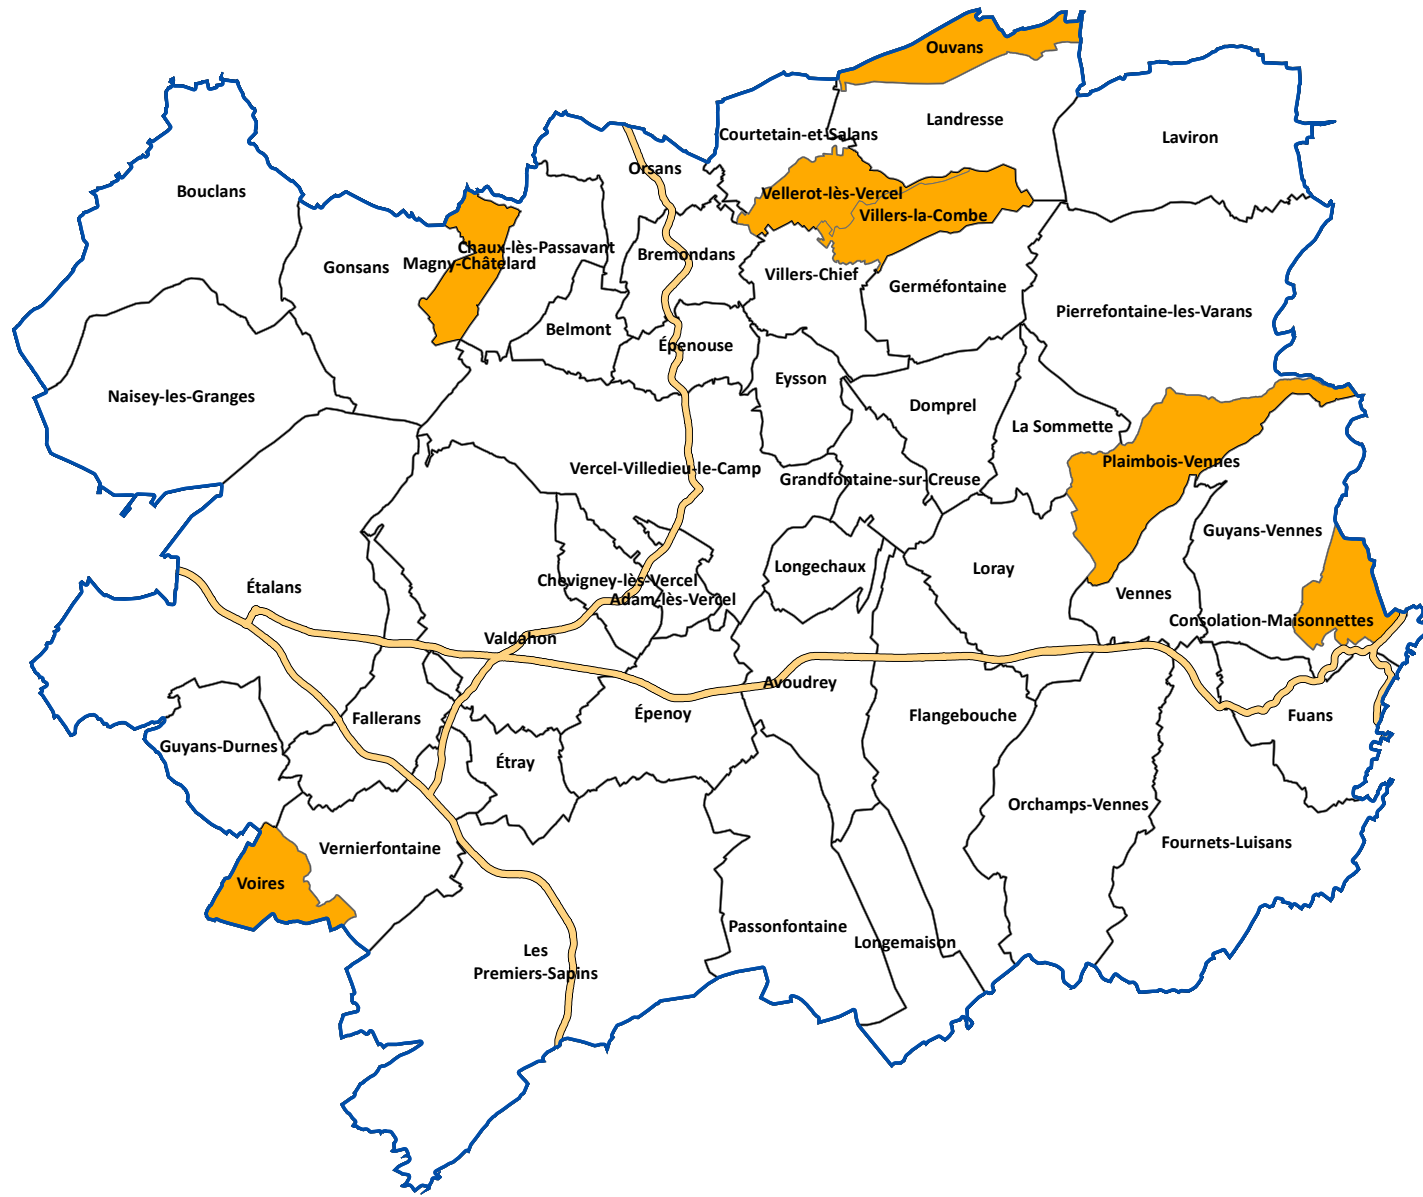 Ouvans
Landresse
Courtetain-et-Salans
Laviron
Orsans
Bouclans
Vellerot-lès-Vercel
Villers-la-Combe
Chaux-lès-Passavant
Bremondans
Magny-Châtelard
Gonsans
Villers-Chief
Germéfontaine
Pierrefontaine-les-Varans
Belmont
Épenouse
Eysson
Naisey-les-Granges
Domprel
La Sommette
Plaimbois-Vennes
Vercel-Villedieu-le-Camp
Grandfontaine-sur-Creuse
Guyans-Vennes
Longechaux
Loray
Chevigney-lès-Vercel
Étalans
Vennes
Adam-lès-Vercel
Consolation-Maisonnettes
Valdahon
Avoudrey
Épenoy
Flangebouche
Fuans
Fallerans
Guyans-Durnes
Étray
Orchamps-Vennes
Fournets-Luisans
Vernierfontaine
Voires
Passonfontaine
Longemaison
Les
Premiers-Sapins